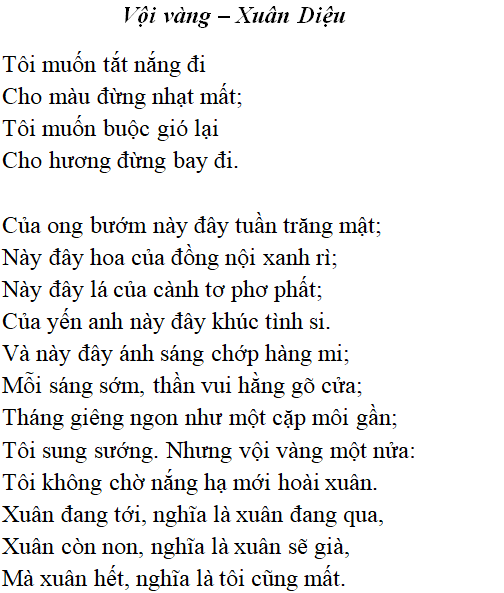 Vội vàng – Xuân Diệu
Tôi muốn tắt nắng đi
Cho màu đừng nhạt mất;
Tôi muốn buộc gió lại
Cho hương đừng bay đi.
Của ong bướm này đây tuần trăng mật;
Này đây hoa của đồng nội xanh rì;
Này đây lá của cành tơ phơ phất;
Của yến anh này đây khúc tình si.
Và này đây ánh sáng chớp hàng mi;
Mỗi sáng sớm, thần vui hằng gõ cửa;
Tháng giêng ngon như một cặp môi gần;
Tôi sung sướng. Nhưng vội vàng một nửa:
Tôi không chờ nắng hạ mới hoài xuân.
Xuân đang tới, nghĩa là xuân đang qua,
Xuân còn non, nghĩa là xuân sẽ già,
Mà xuân hết, nghĩa là tôi cũng mất.